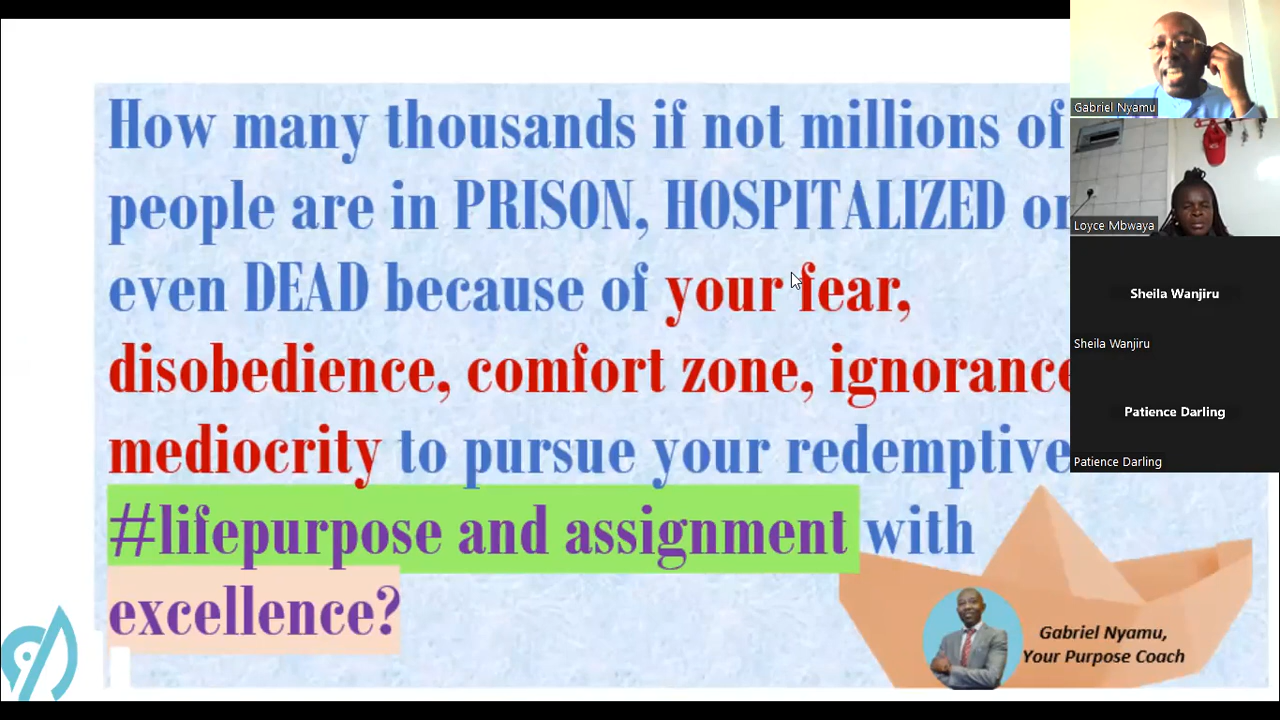 How many thousands if not millions of
people are in PRISON, HOSPITALIZED or
even DEAD because of your fear,
disobedience, comfort zone, ignorance
mediocrity to pursue your redemptive
#lifepurpose and assignment with
excellence?
Gabriel Nyamu,
Your Purpose Coach
Gabriel Nyamu
Loyce Mbwaya
Sheila Wanjiru
Sheila Wanjiru
Patience Darling
Patience Darling